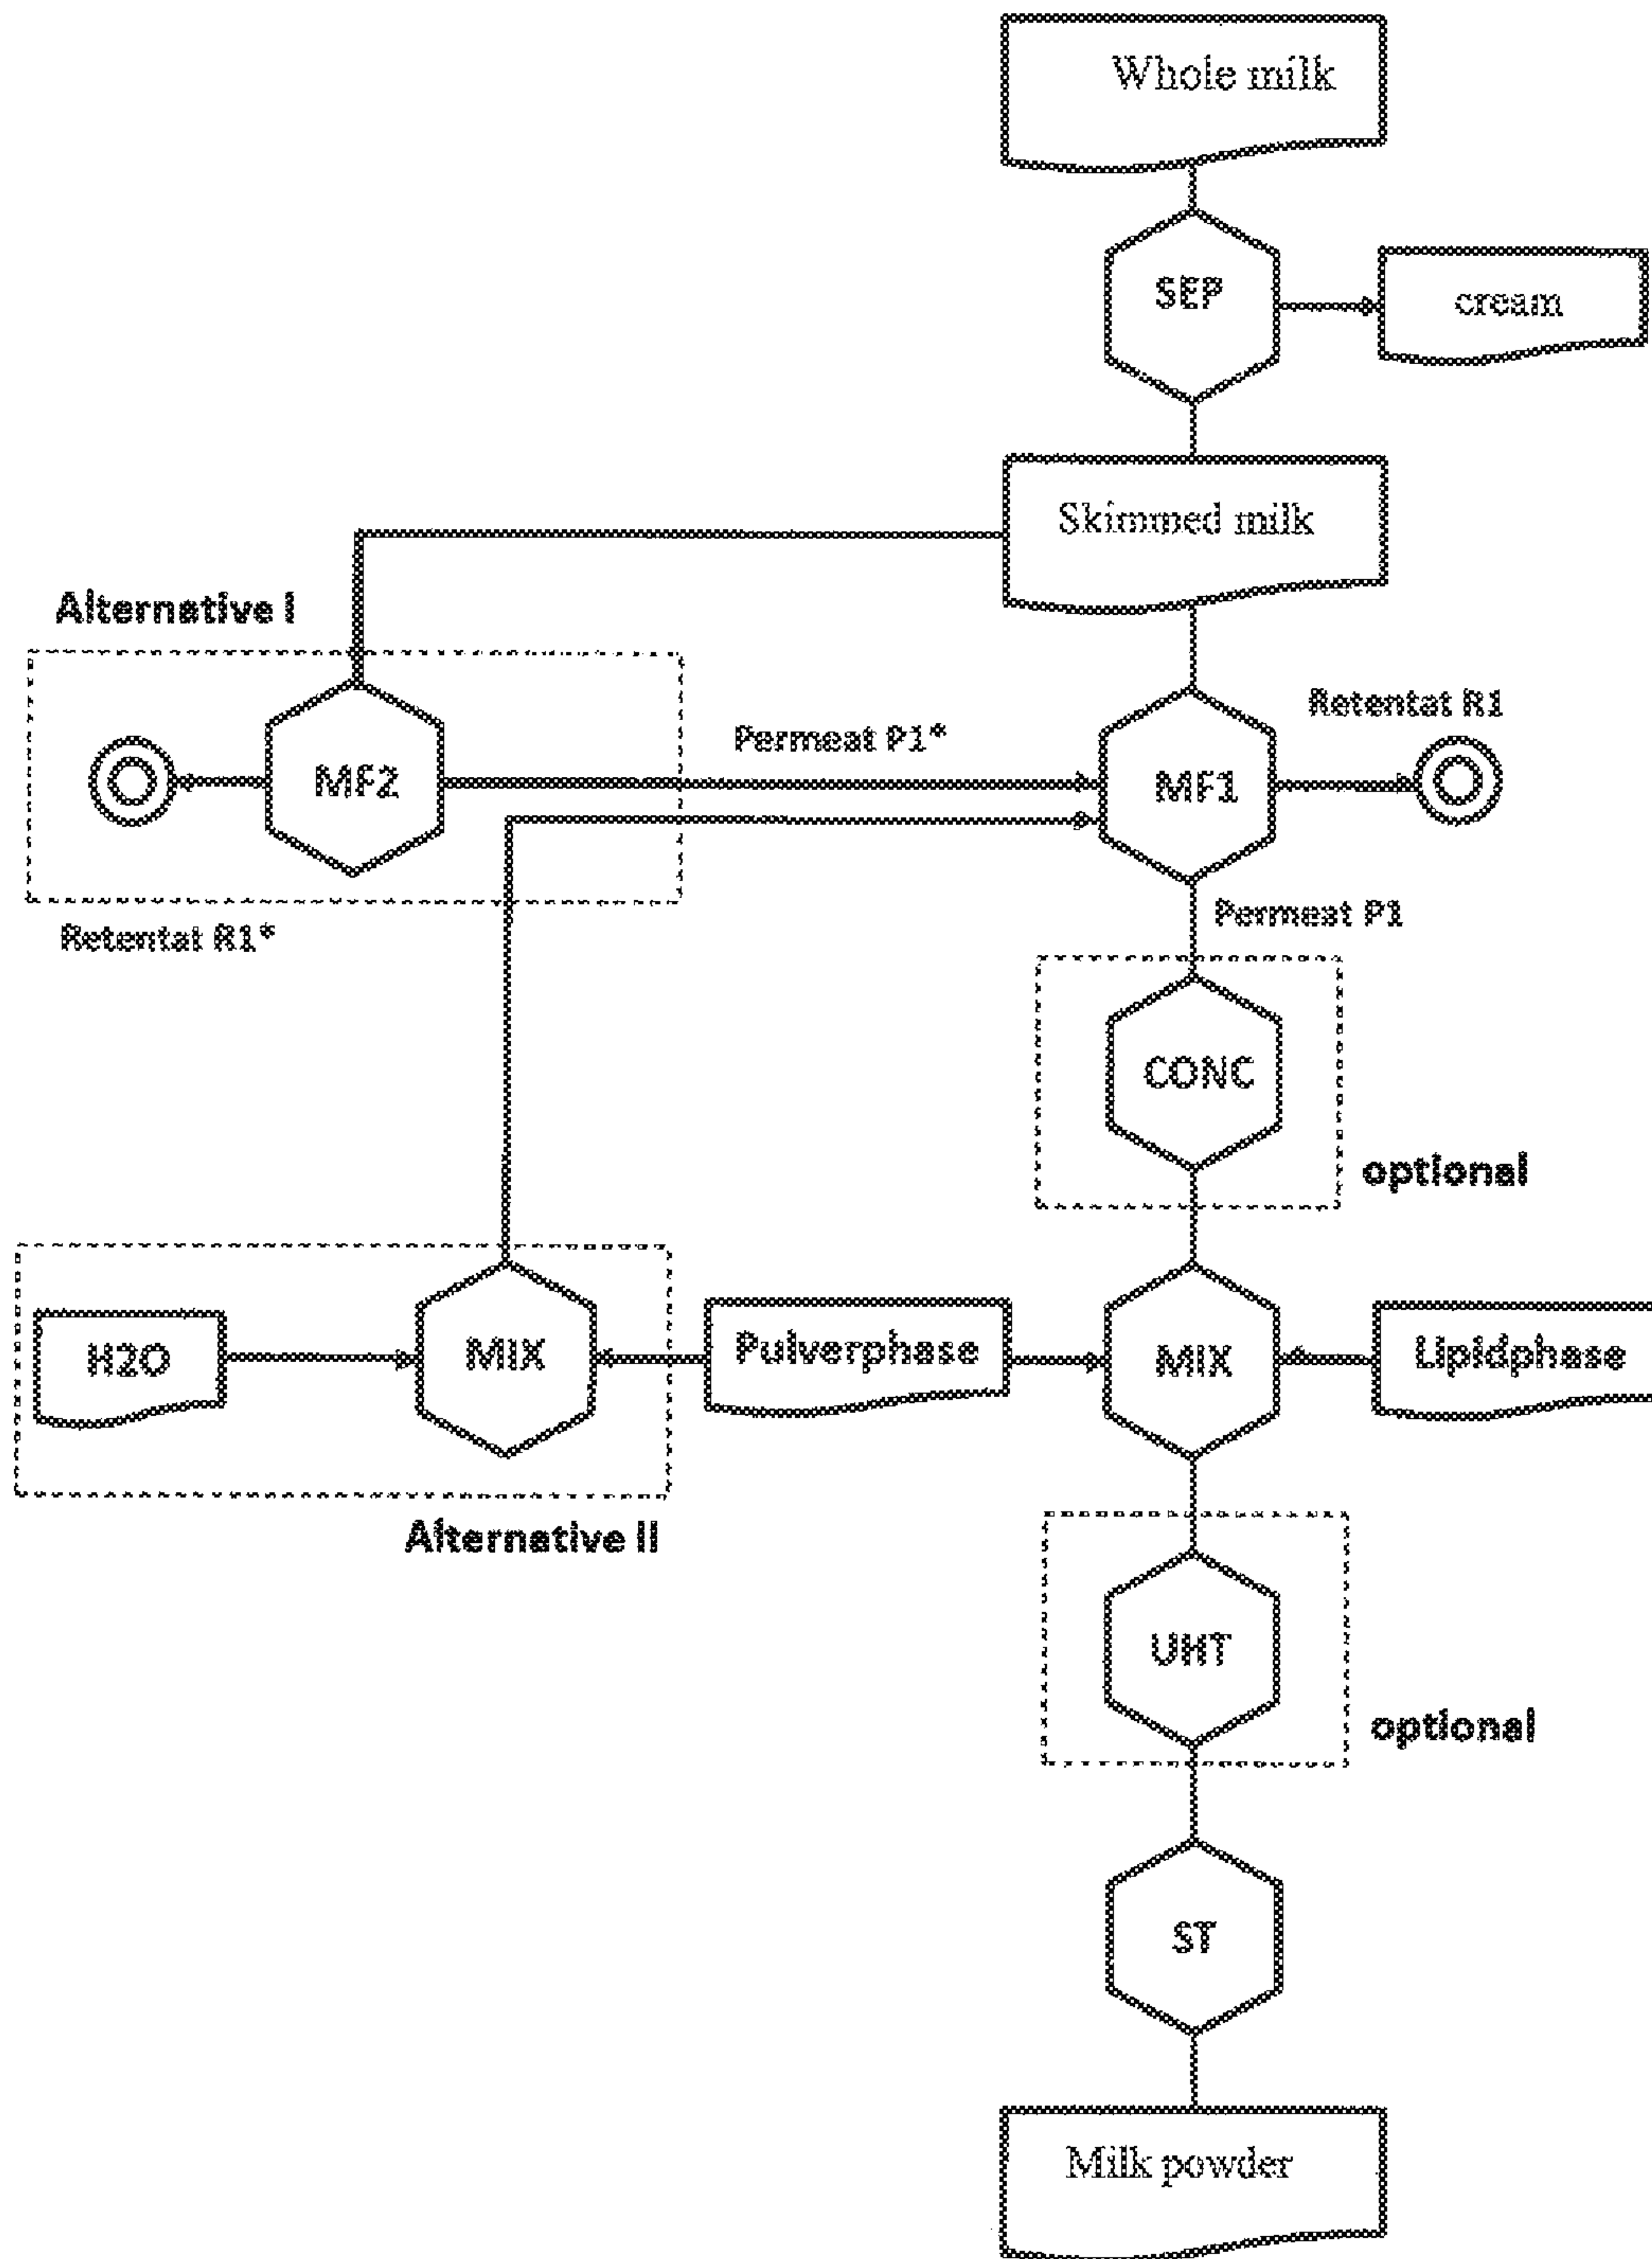 Whole milk
SEP
cream
Skimmed milk
Alternative I
Retentat R1
Permeat P1*
MF2
MF1
Permeat P1
Retentat R1*
CONC
optional
H2O
MIX
Pulverphase
MIX
Lipidphase
Alternative II
UHT
optional
ST
Milk powder